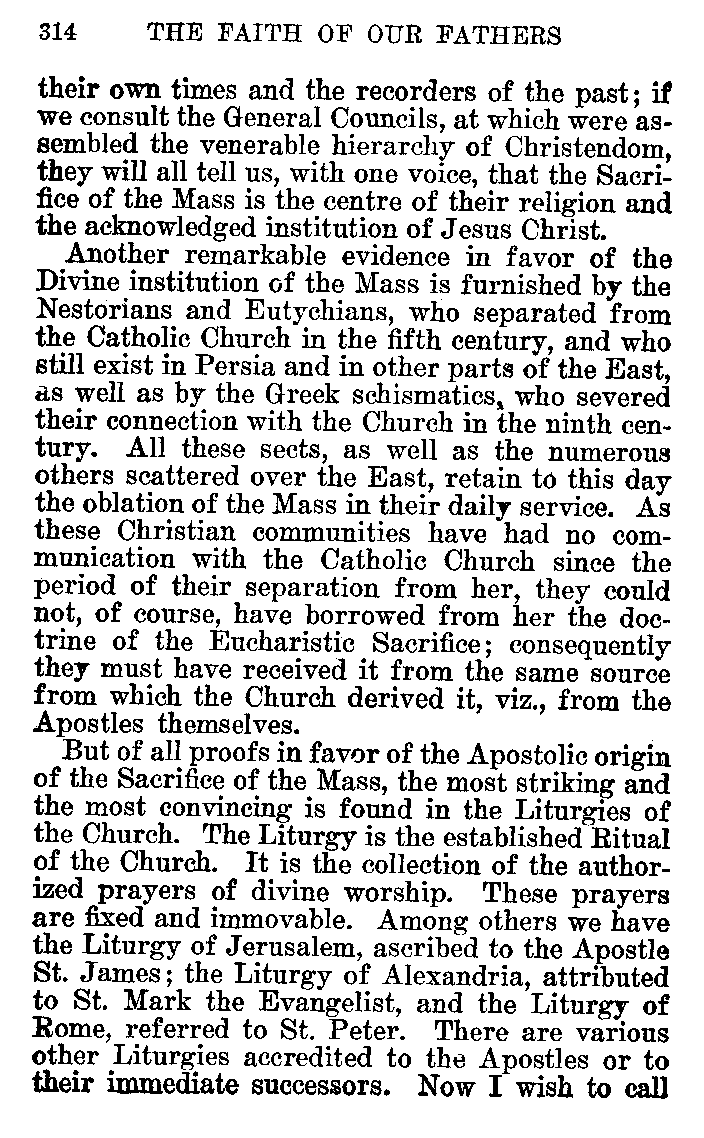 314 THE FAITH OF OUR FATHERS
their own times and the recorders of the past; if
we consult the General Councils, at which were as-
sembled the venerable hierarchy of Christendom,
they will all tell us, with one voice, that the Sacri-
fice of the Mass is the centre of their religion and
the acknowledged institution of Jesus Christ.
Another remarkable evidence in favor of the
Divine institution of the Mass is furnished by the
Nestorians and Eutychians, who separated from
the Catholic Church in the fifth century, and who
still exist in Persia and in other parts of the East,
as well as by the Greek schismatics, who severed
their connection with the Church in the ninth cen-
tury. All these sects, as well as the numerous
others scattered over the East, retain to this day
the oblation of the Mass in their daily service. As
these Christian communities have had no com-
munication with the Catholic Church since the
period of their separation from her, they could
not, of course, have borrowed from her the doc-
trine of the Eucharistic Sacrifice; consequently
they must have received it from the same source
from which the Church derived it, viz., from the
Apostles themselves.
But of all proofs in favor of the Apostolic origin
of the Sacrifice of the Mass, the most striking and
the most convincing is found in the Liturgies of
the Church. The Liturgy is the established Ritual
of the Church. It is the collection of the author-
ized prayers of divine worship. These prayers
are fixed and immovable. Among others we have
the Liturgy of Jerusalem, ascribed to the Apostle
St. James; the Liturgy of Alexandria, attributed
to St. Mark the Evangelist, and the Liturgy of
Rome, referred to St. Peter. There are various
other Liturgies accredited to the Apostles or to
their immediate successors. Now I wish to call